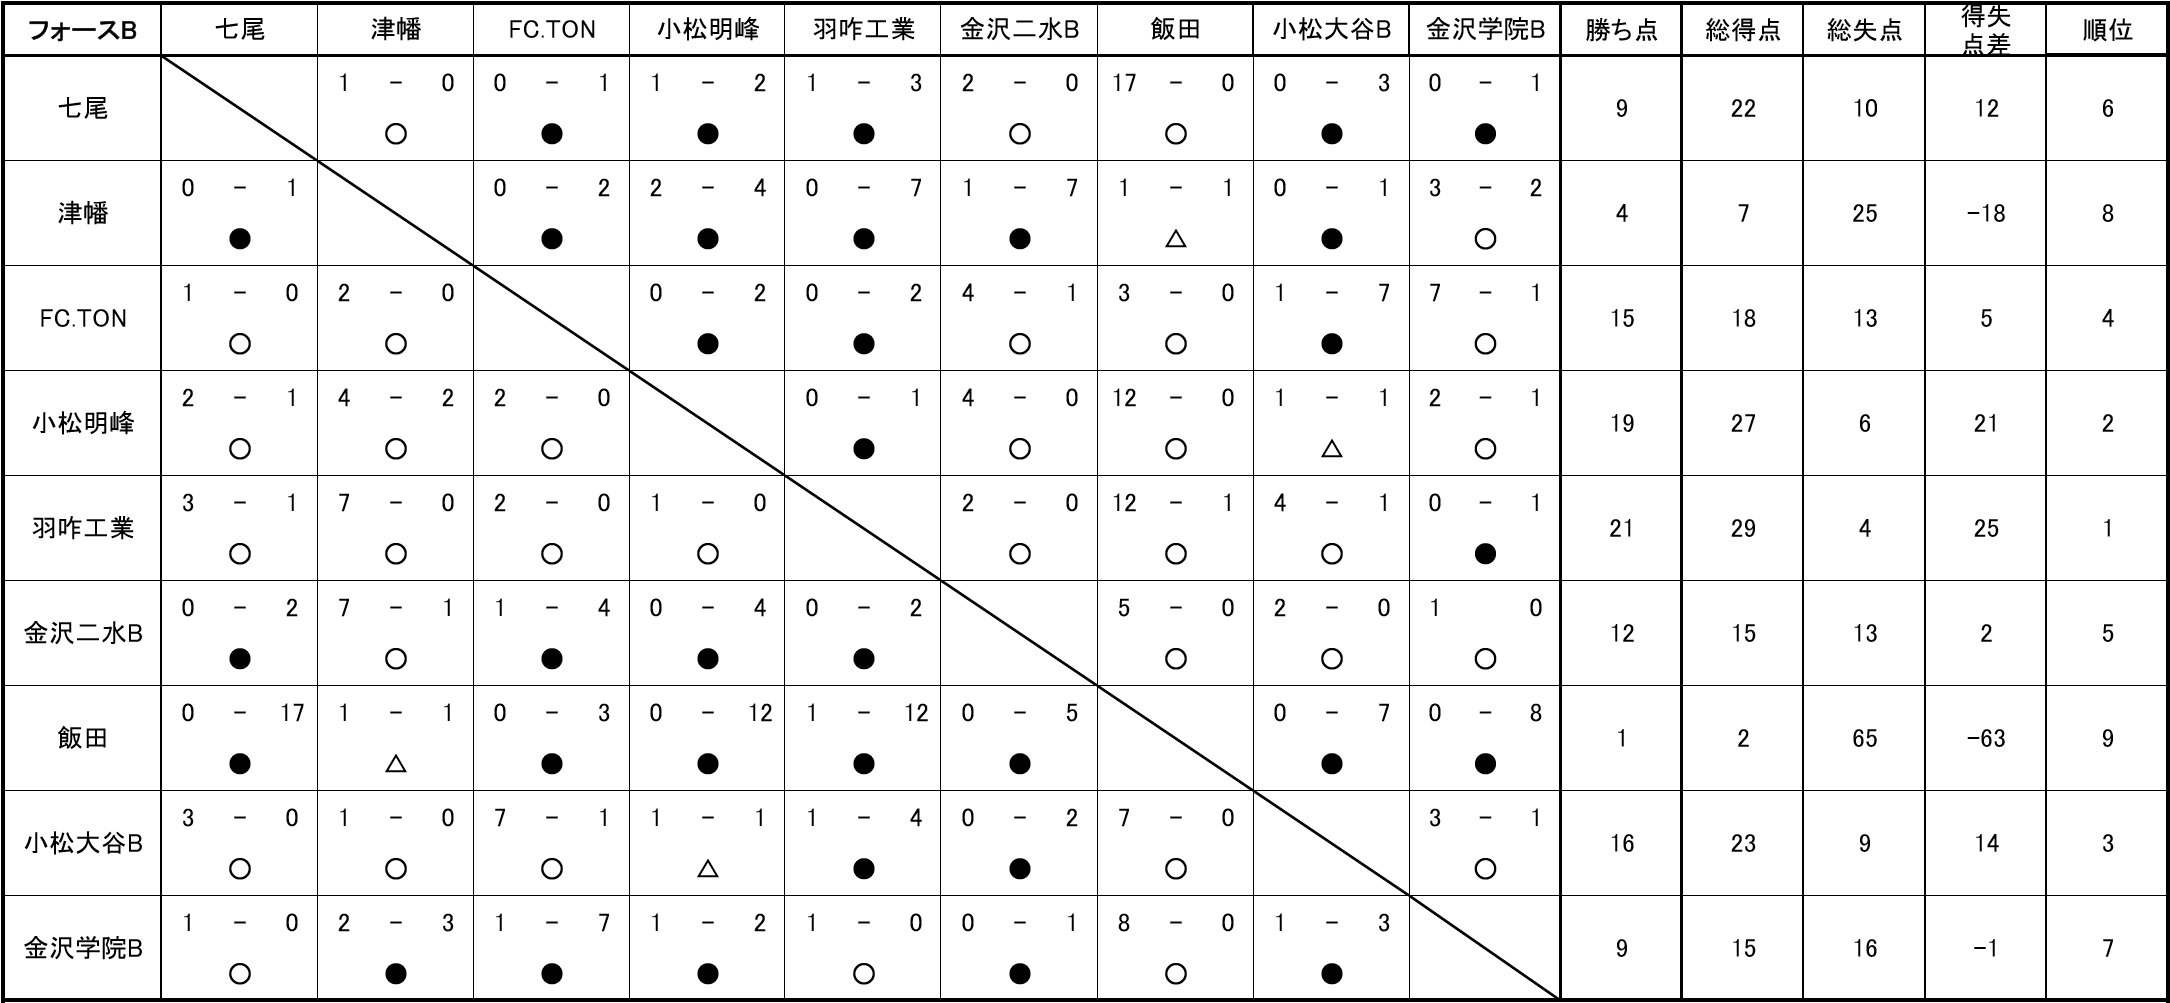 フォースB 七尾 津幡 FC.TON 小松明峰 羽咋工業 金沢二水B 飯田 小松大谷B 金沢学院B 勝ち点 総得点 総失点 得失点差 順位
七尾 1 - 0 0 - 1 1 - 2 1 - 3 2 - 0 17 - 0 0 - 3 0 - 1 9 22 10 12 6
○ ● ● ● ○ ○ ● ●
津幡 0 - 1 0 - 2 2 - 4 0 - 7 1 - 7 1 - 1 0 - 1 3 - 2 4 7 25 -18 8
● ● ● ● ● △ ● ○
FC.TON 1 - 0 2 - 0 0 - 2 0 - 2 4 - 1 3 - 0 1 - 7 7 - 1 15 18 13 5 4
○ ○ ● ● ○ ○ ● ○
小松明峰 2 - 1 4 - 2 2 - 0 0 - 1 4 - 0 12 - 0 1 - 1 2 - 1 19 27 6 21 2
○ ○ ○ ● ○ ○ △ ○
羽咋工業 3 - 1 7 - 0 2 - 0 1 - 0 2 - 0 12 - 1 4 - 1 0 - 1 21 29 4 25 1
○ ○ ○ ○ ○ ○ ○ ●
金沢二水B 0 - 2 7 - 1 1 - 4 0 - 4 0 - 2 5 - 0 2 - 0 1 0 12 15 13 2 5
● ○ ● ● ● ○ ○ ○
飯田 0 - 17 1 - 1 0 - 3 0 - 12 1 - 12 0 - 5 0 - 7 0 - 8 1 2 65 -63 9
● △ ● ● ● ● ● ●
小松大谷B 3 - 0 1 - 0 7 - 1 1 - 1 1 - 4 0 - 2 7 - 0 3 - 1 16 23 9 14 3
○ ○ ○ △ ● ● ○ ○
金沢学院B 1 - 0 2 - 3 1 - 7 1 - 2 1 - 0 0 - 1 8 - 0 1 - 3 9 15 16 -1 7
○ ● ● ● ○ ● ○ ●